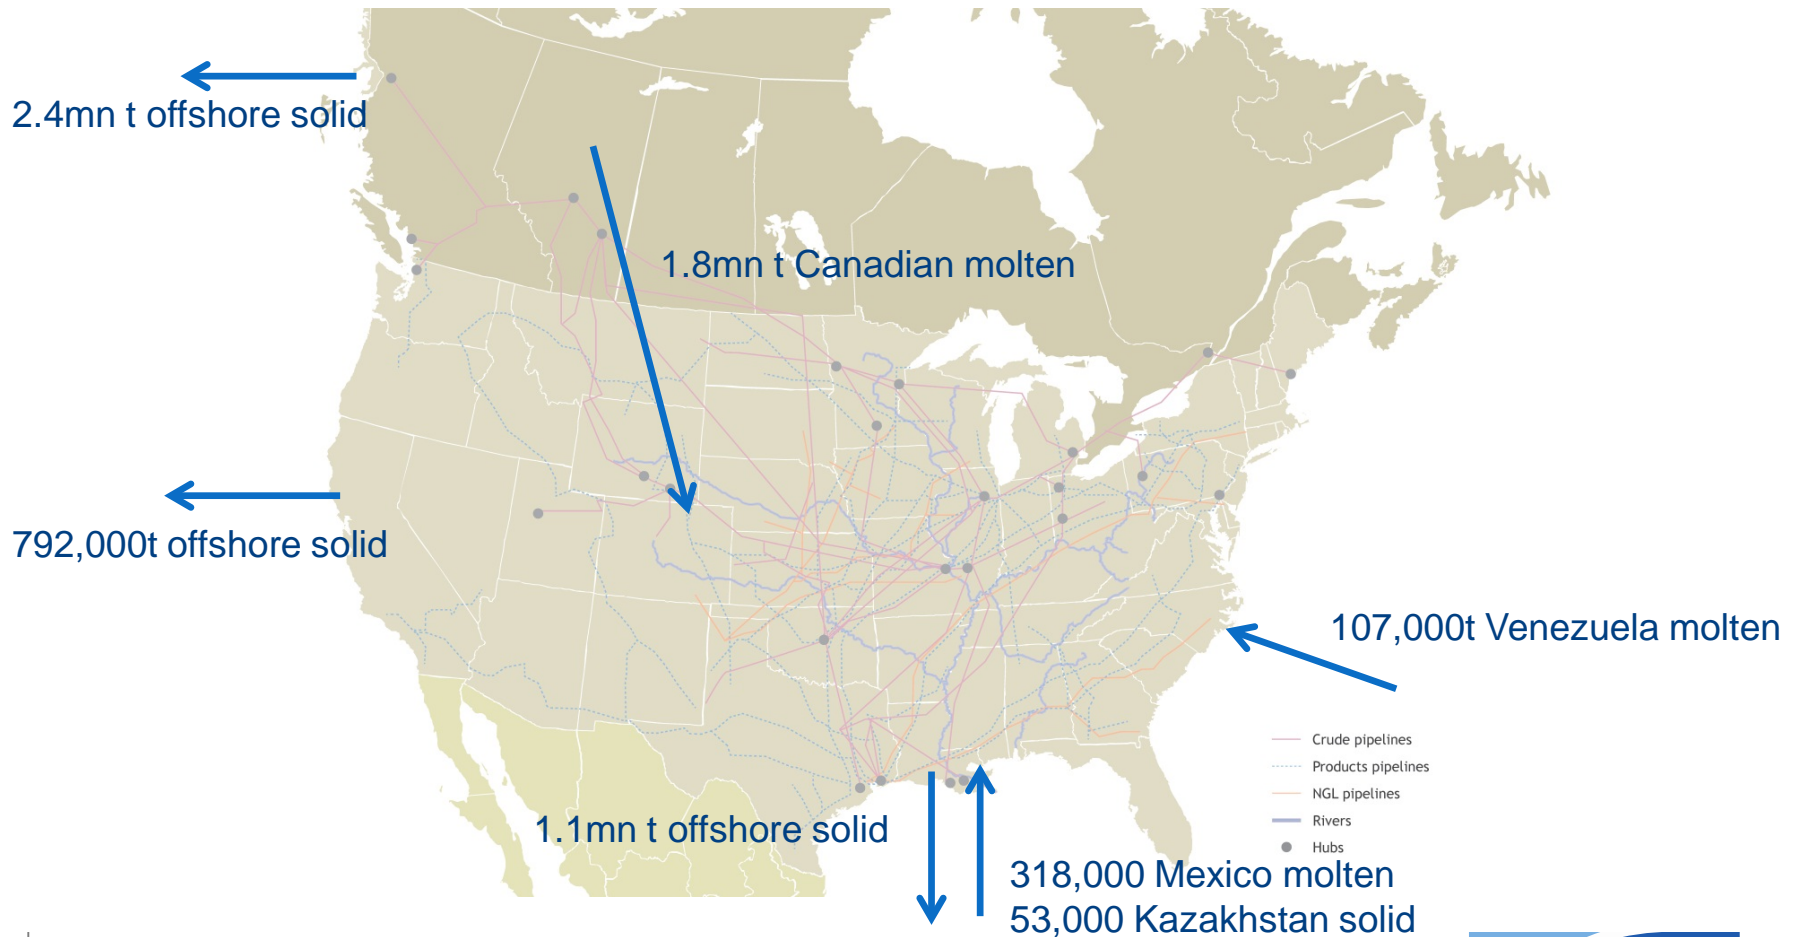 2.4mn t offshore solid
1.8mn t Canadian molten
792,000t offshore solid
107,000t Venezuela molten
Crude pipelines
Products pipelines
NGL pipelines
Rivers
Hubs
1.1mn t offshore solid
318,000 Mexico molten
53,000 Kazakhstan solid